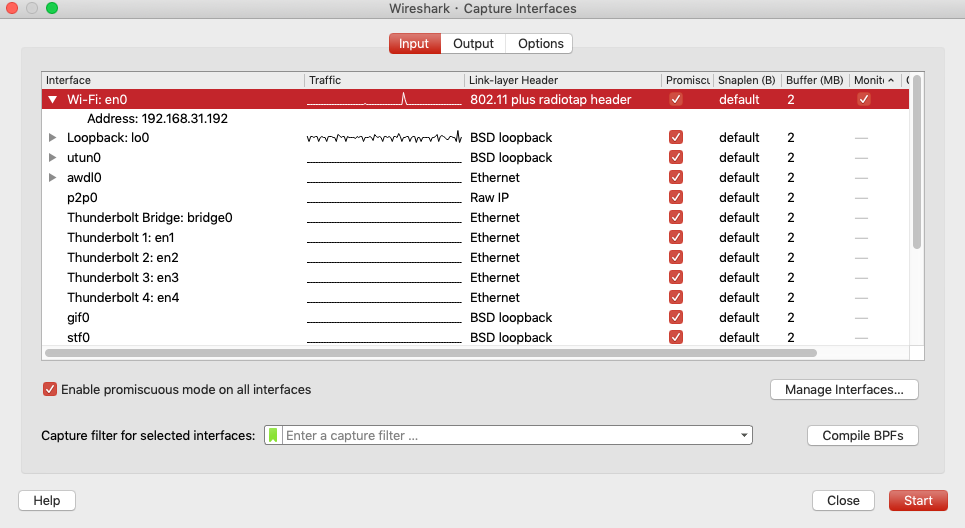 Wireshark · Capture Interfaces
Input Output Options
Interface Traffic Link-layer Header Promisc Snaplen (B) Buffer (MB) Monit
Wi-Fi: en0 802.11 plus radiotap header default 2
Address: 192.168.31.192
Loopback: lo0 BSD loopback default 2 —
utun0 BSD loopback default 2 —
awdl0 Ethernet default 2 —
p2p0 Raw IP default 2 —
Thunderbolt Bridge: bridge0 Ethernet default 2 —
Thunderbolt 1: en1 Ethernet default 2 —
Thunderbolt 2: en2 Ethernet default 2 —
Thunderbolt 3: en3 Ethernet default 2 —
Thunderbolt 4: en4 Ethernet default 2 —
gif0 BSD loopback default 2 —
stf0 BSD loopback default 2 —
Enable promiscuous mode on all interfaces Manage Interfaces...
Capture filter for selected interfaces: Enter a capture filter ... Compile BPFs
Help Close Start